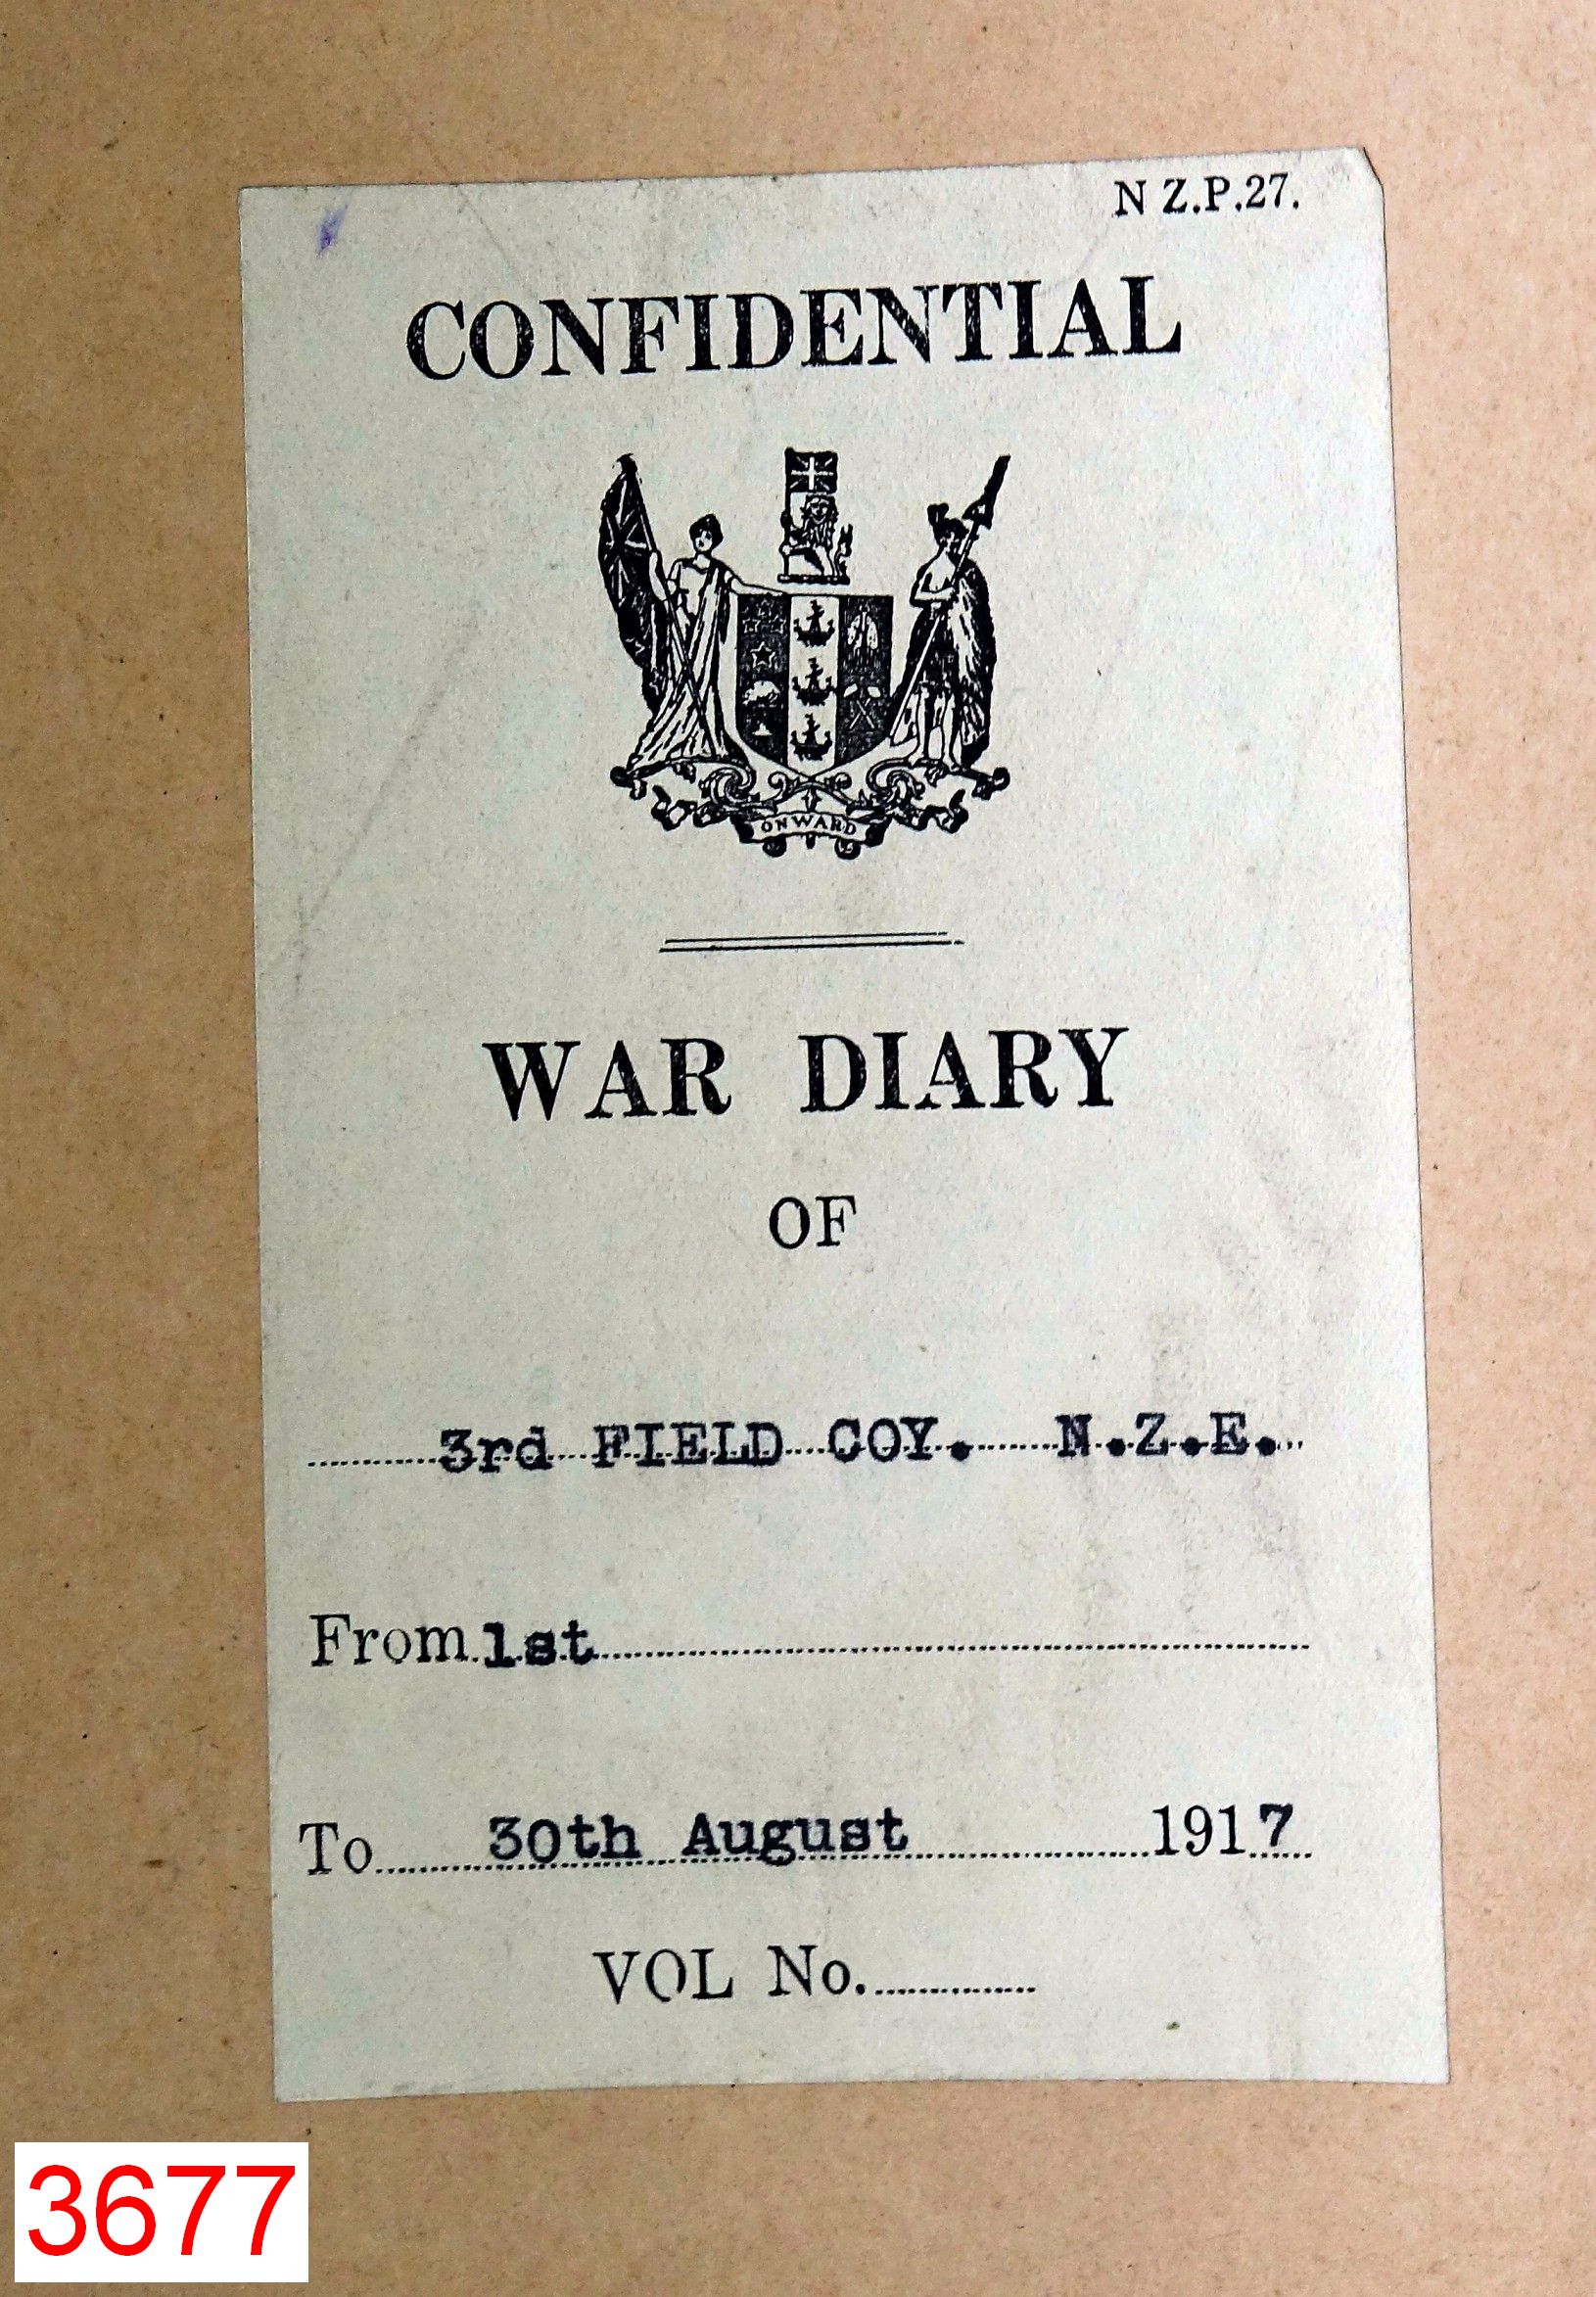 N Z.P.27.
CONFIDENTIAL
ONWARD
WAR DIARY
OF
3rd FIELD COY. N.Z.E.
From 1st
To 30th August 1917
VOL No.
3677